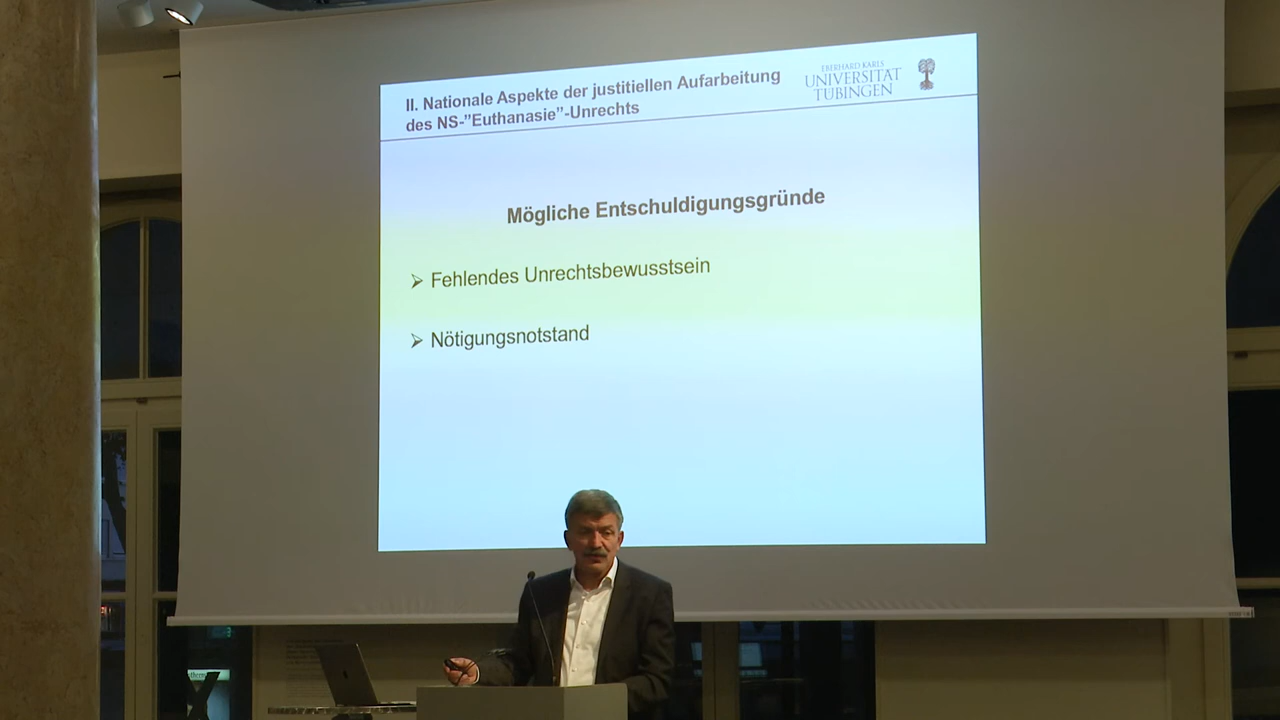 II. Nationale Aspekte der justitiellen Aufarbeitung
des NS-”Euthanasie”-Unrechts
EBERHARD KARLS
UNIVERSITÄT
TÜBINGEN
Mögliche Entschuldigungsgründe
Fehlendes Unrechtsbewusstsein
Nötigungsnotstand